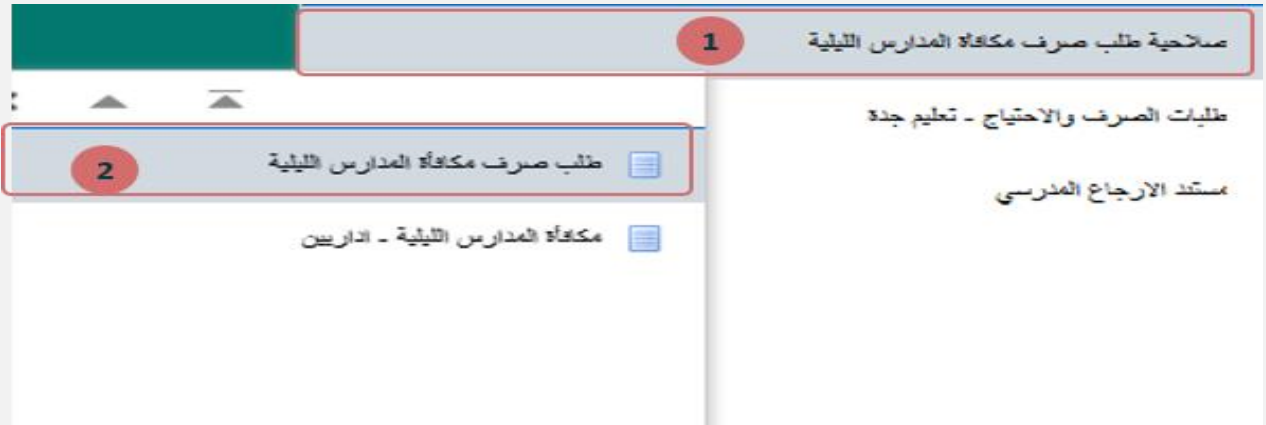 صلاحية طلب صرف مكافاة المدارس الليلية
1
طلبات الصرف والاحتياج - تعليم جدة
مستند الارجاع المدرسي
طلب صرف مكافأة المدارس الليلية
2
مكافأة المدارس الليلية - اداريين